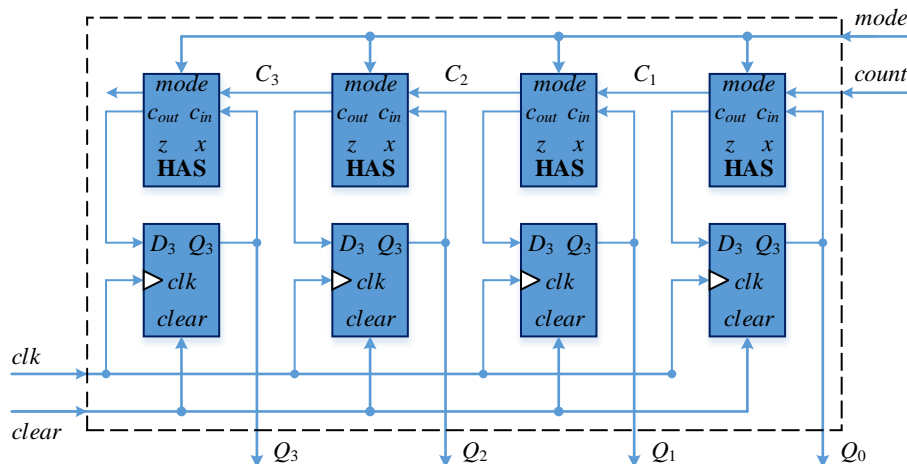 mode
C3 C2 C1 count
mode mode mode mode
cout cin cout cin cout cin cout cin
z x z x z x z x
HAS HAS HAS HAS
D3 Q3 D3 Q3 D3 Q3 D3 Q3
clk clk clk clk
clear clear clear clear
clk
clear
Q3 Q2 Q1 Q0